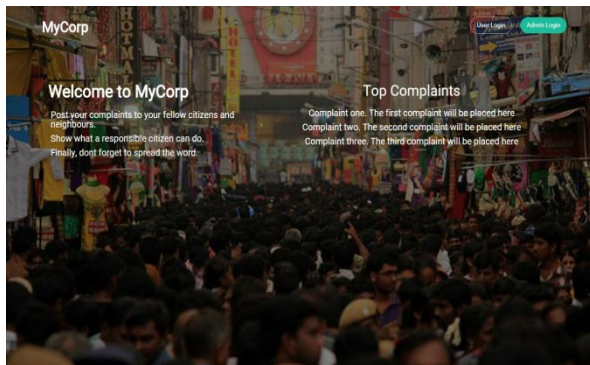 MyCorp
User Login
Admin Login
Welcome to MyCorp
Post your complaints to your fellow citizens and
neighbours.
Show what a responsible citizen can do.
Finally, dont forget to spread the word.
Top Complaints
Complaint one. The first complaint will be placed here
Complaint two. The second complaint will be placed here
Complaint three. The third complaint will be placed here
HOTEL